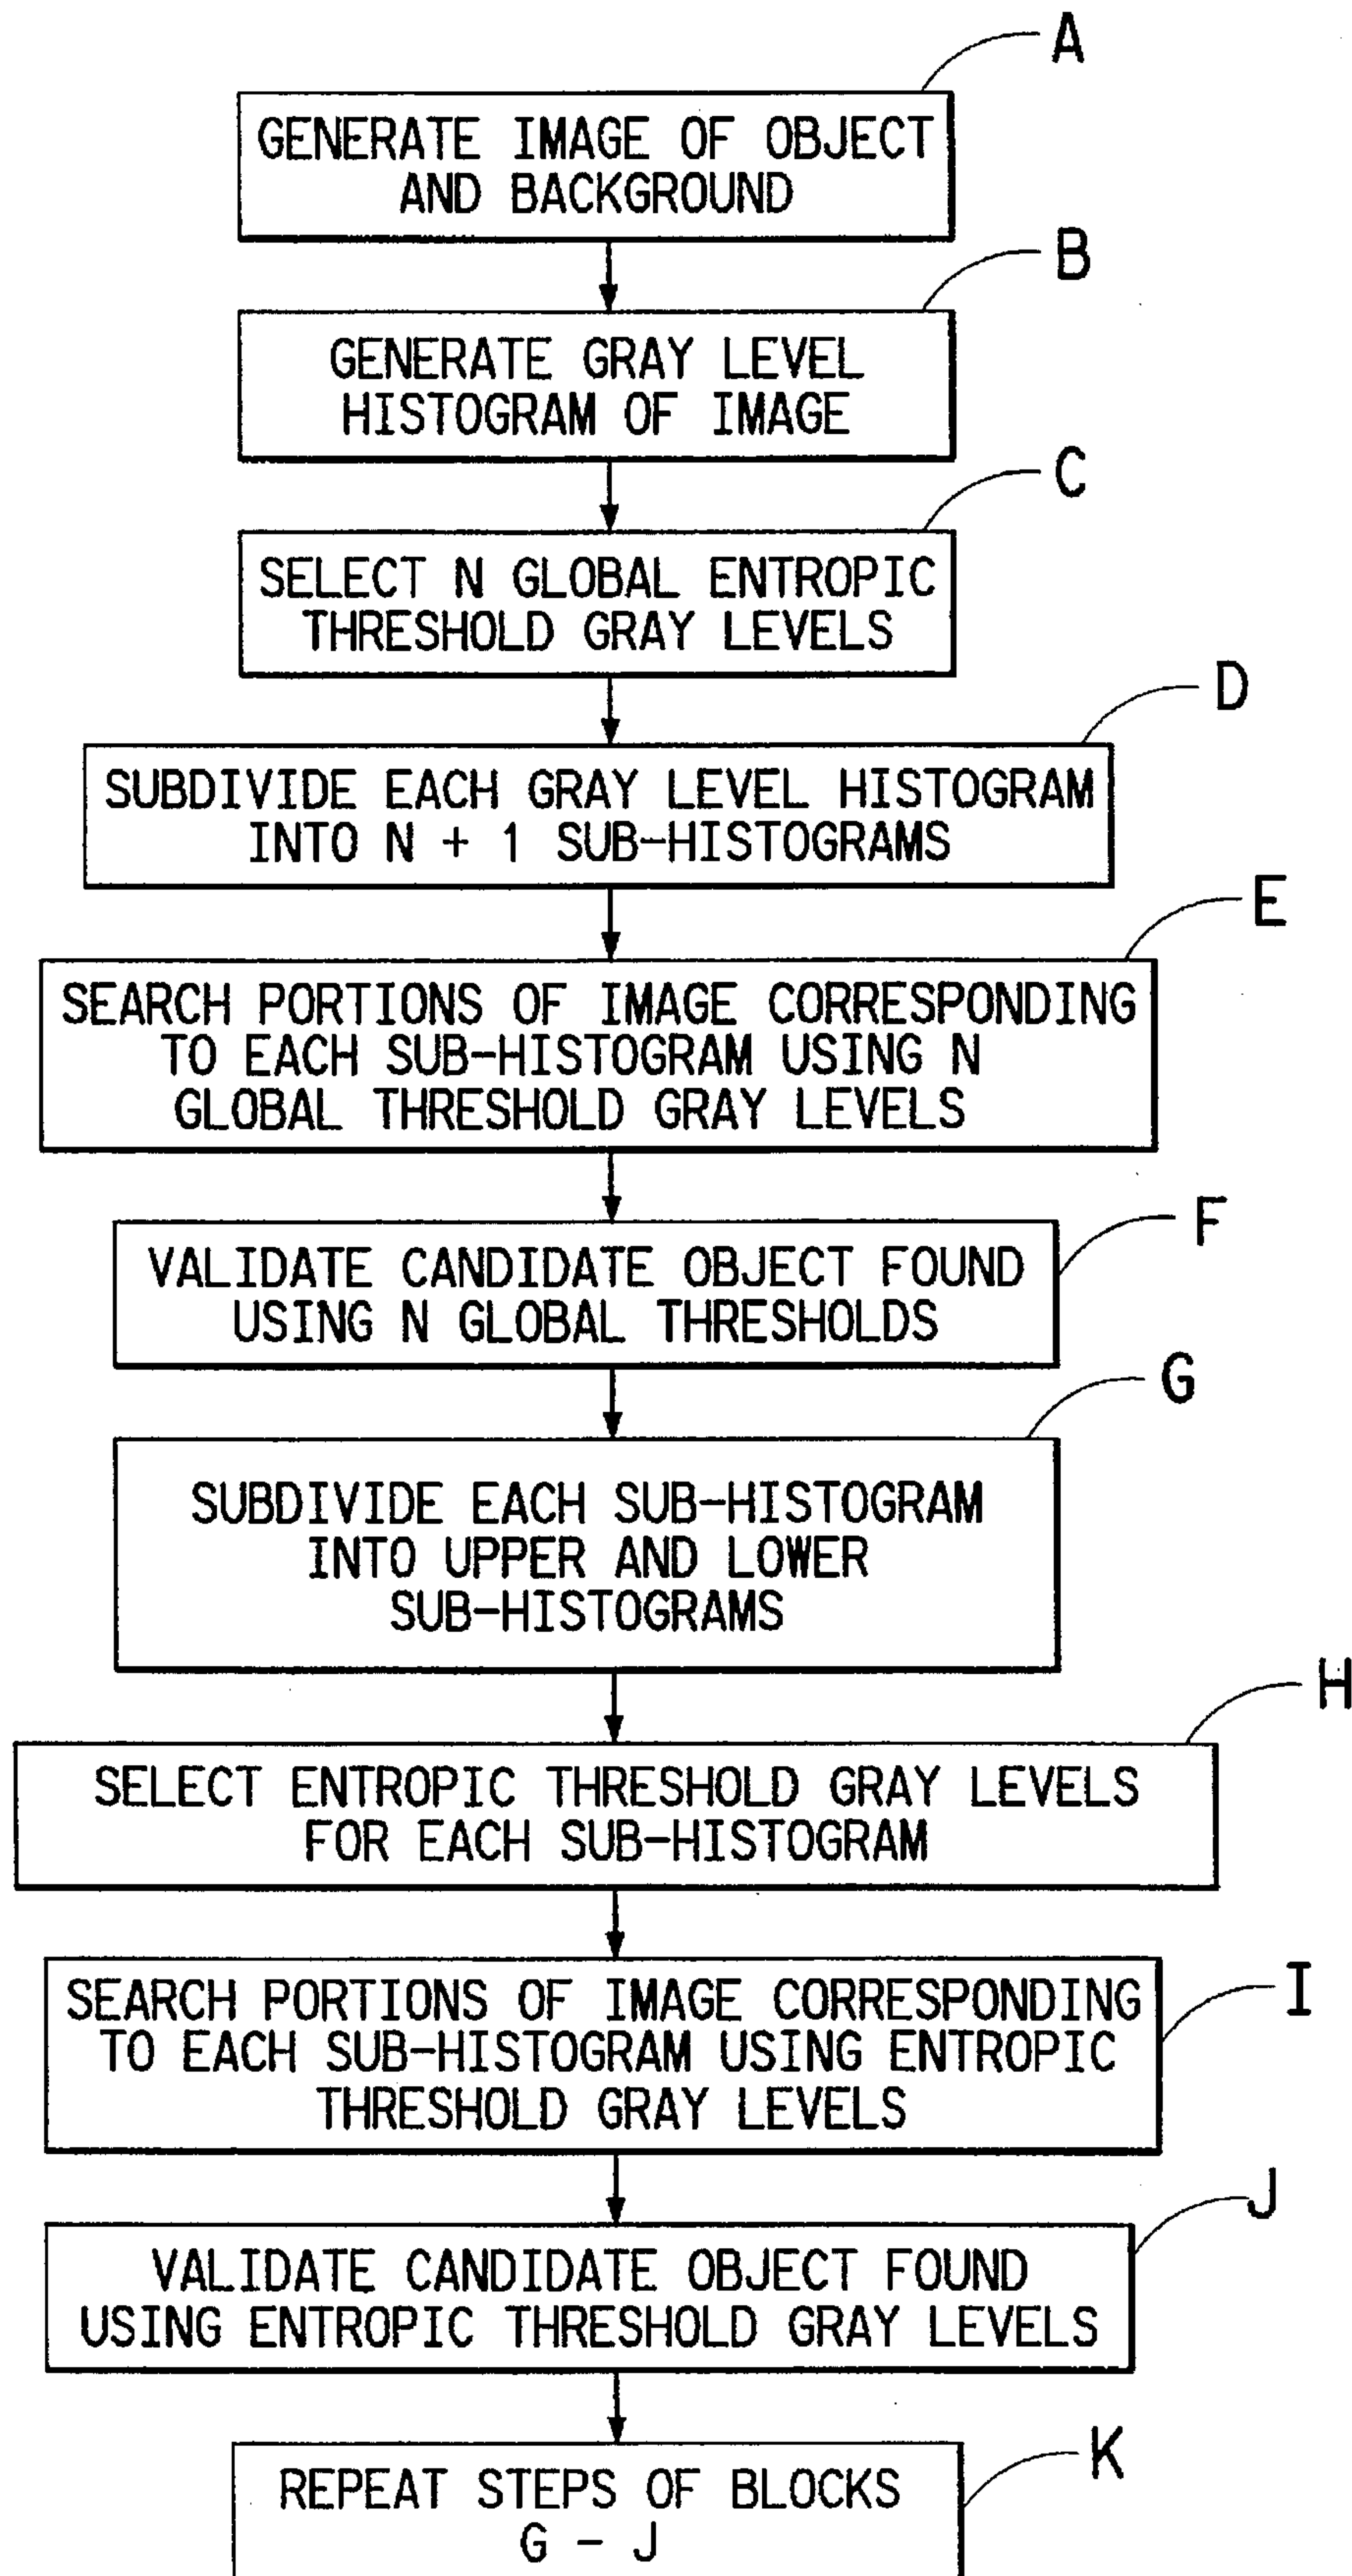 A
GENERATE IMAGE OF OBJECT
AND BACKGROUND
B
GENERATE GRAY LEVEL
HISTOGRAM OF IMAGE
C
SELECT N GLOBAL ENTROPIC
THRESHOLD GRAY LEVELS
D
SUBDIVIDE EACH GRAY LEVEL HISTOGRAM
INTO N + 1 SUB-HISTOGRAMS
E
SEARCH PORTIONS OF IMAGE CORRESPONDING
TO EACH SUB-HISTOGRAM USING N
GLOBAL THRESHOLD GRAY LEVELS
F
VALIDATE CANDIDATE OBJECT FOUND
USING N GLOBAL THRESHOLDS
G
SUBDIVIDE EACH SUB-HISTOGRAM
INTO UPPER AND LOWER
SUB-HISTOGRAMS
H
SELECT ENTROPIC THRESHOLD GRAY LEVELS
FOR EACH SUB-HISTOGRAM
I
SEARCH PORTIONS OF IMAGE CORRESPONDING
TO EACH SUB-HISTOGRAM USING ENTROPIC
THRESHOLD GRAY LEVELS
J
VALIDATE CANDIDATE OBJECT FOUND
USING ENTROPIC THRESHOLD GRAY LEVELS
K
REPEAT STEPS OF BLOCKS
G - J